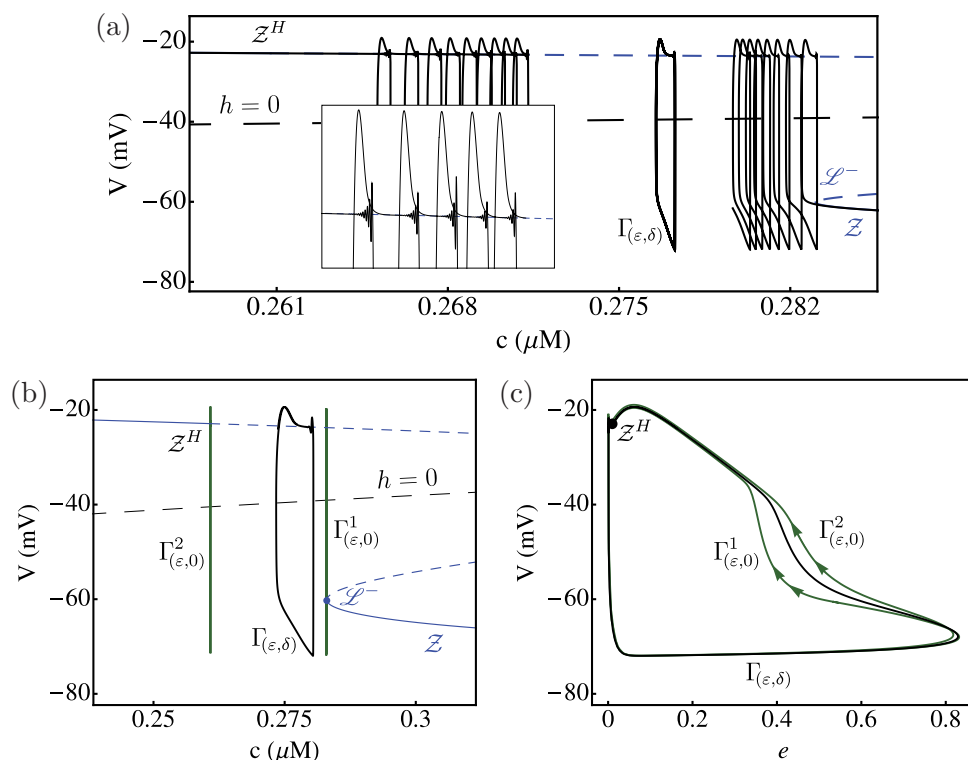 (a)
−20
−40
−60
−80
V (mV)
𝒵^H
h = 0
Γ_(ε,δ)
ℒ^−
𝒵
0.261
0.268
0.275
0.282
c (μM)
(b)
−20
−40
−60
−80
V (mV)
𝒵^H
h = 0
Γ^2_(ε,0)
Γ^1_(ε,0)
ℒ^−
Γ_(ε,δ)
𝒵
0.25
0.275
0.3
c (μM)
(c)
−20
−40
−60
−80
V (mV)
𝒵^H
Γ^1_(ε,0)
Γ^2_(ε,0)
Γ_(ε,δ)
0
0.2
0.4
0.6
0.8
e